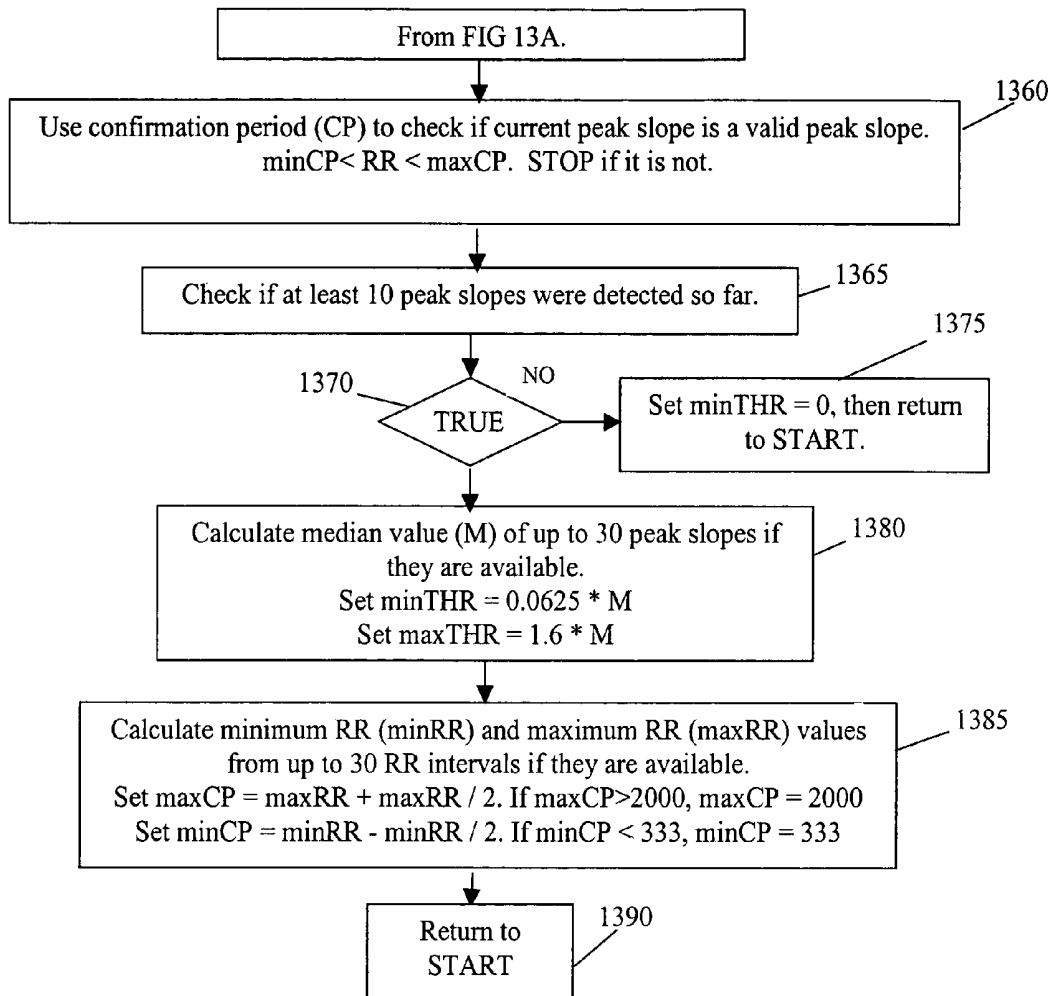 From FIG 13A.
1360
Use confirmation period (CP) to check if current peak slope is a valid peak slope.
minCP< RR < maxCP.  STOP if it is not.
1365
Check if at least 10 peak slopes were detected so far.
1375
1370
NO
TRUE
Set minTHR = 0, then return
to START.
1380
Calculate median value (M) of up to 30 peak slopes if
they are available.
Set minTHR = 0.0625 * M
Set maxTHR = 1.6 * M
1385
Calculate minimum RR (minRR) and maximum RR (maxRR) values
from up to 30 RR intervals if they are available.
Set maxCP = maxRR + maxRR / 2. If maxCP>2000, maxCP = 2000
Set minCP = minRR - minRR / 2. If minCP < 333, minCP = 333
1390
Return to
START